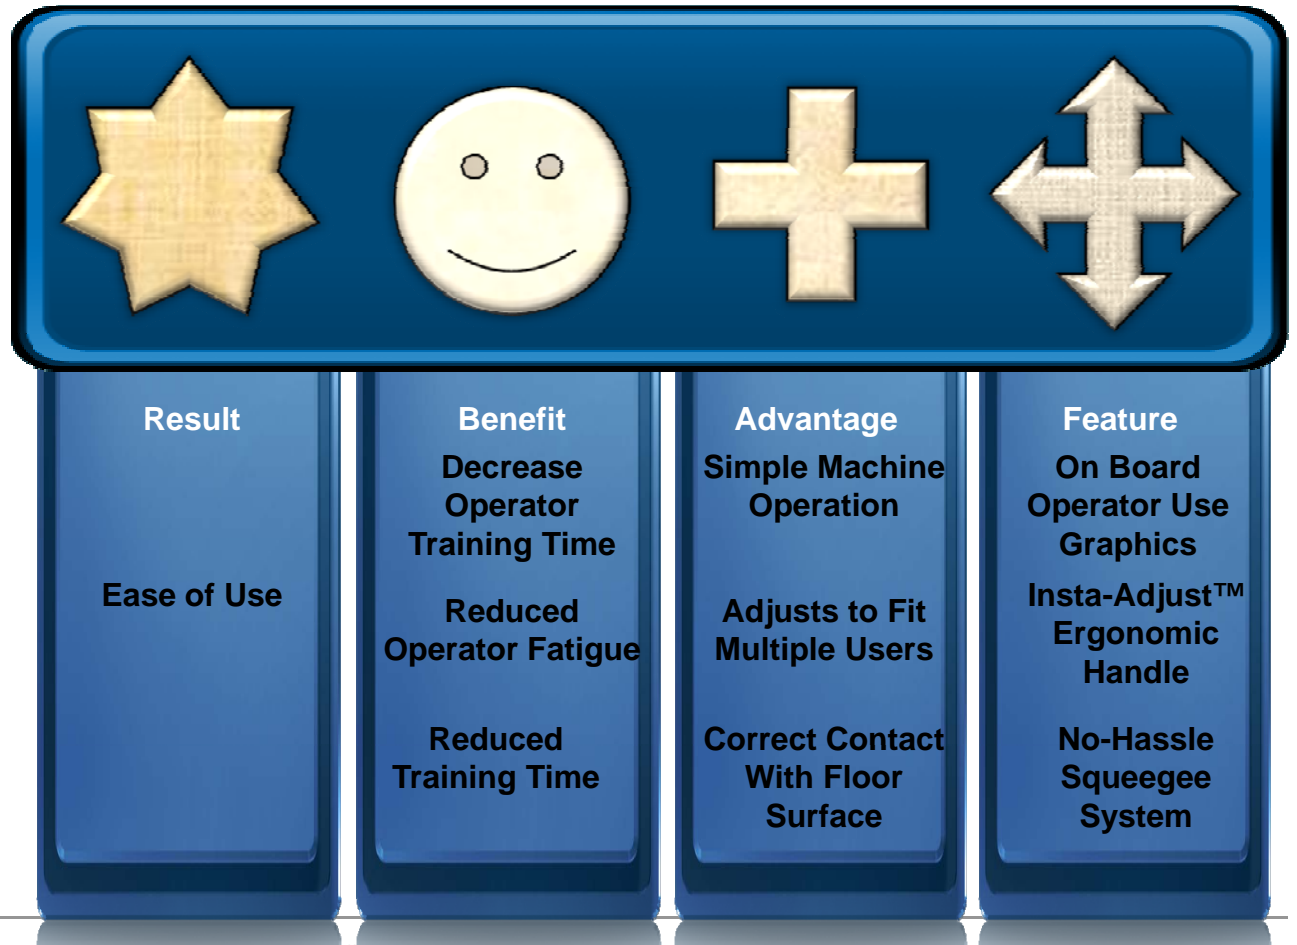 Result
Ease of Use
Benefit
Decrease
Operator
Training Time
Reduced
Operator Fatigue
Reduced
Training Time
Advantage
Simple Machine
Operation
Adjusts to Fit
Multiple Users
Correct Contact
With Floor
Surface
Feature
On Board
Operator Use
Graphics
Insta-Adjust™
Ergonomic
Handle
No-Hassle
Squeegee
System